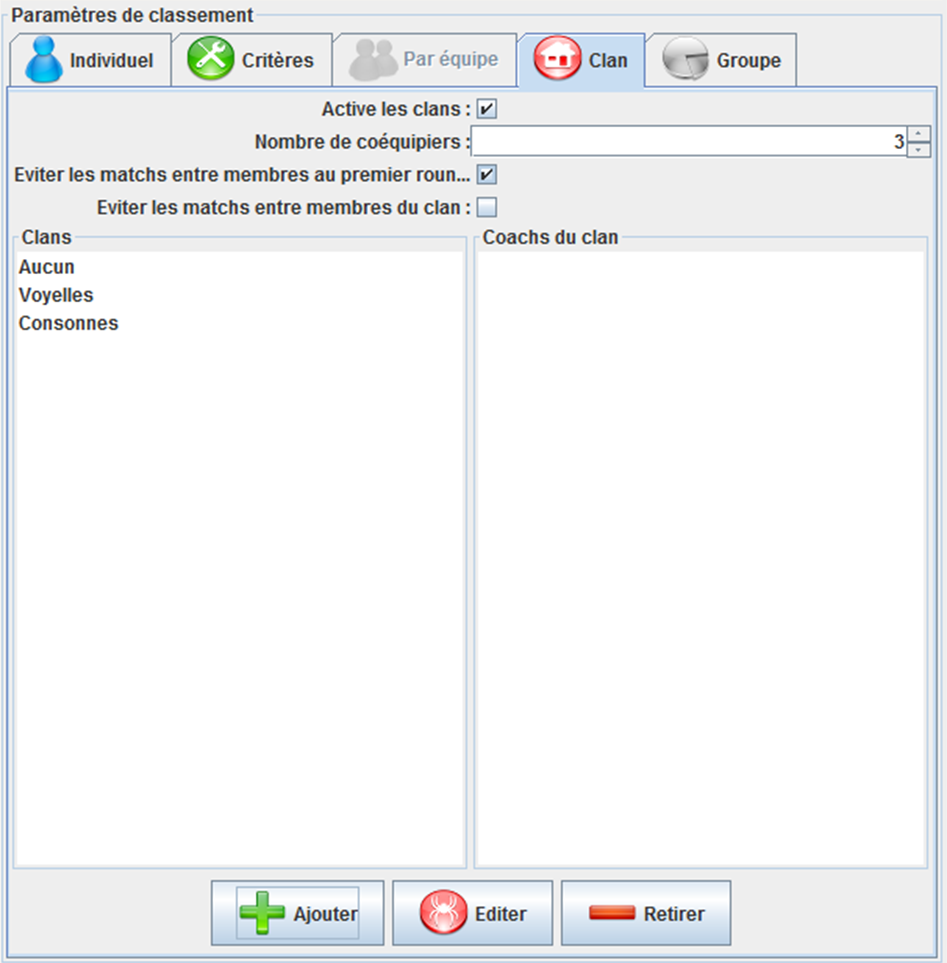 Paramètres de classement
Individuel Critères Par équipe Clan Groupe
Active les clans :
Nombre de coéquipiers : 3
Eviter les matchs entre membres au premier roun...
Eviter les matchs entre membres du clan :
Clans Coachs du clan
Aucun
Voyelles
Consonnes
Ajouter Editer Retirer